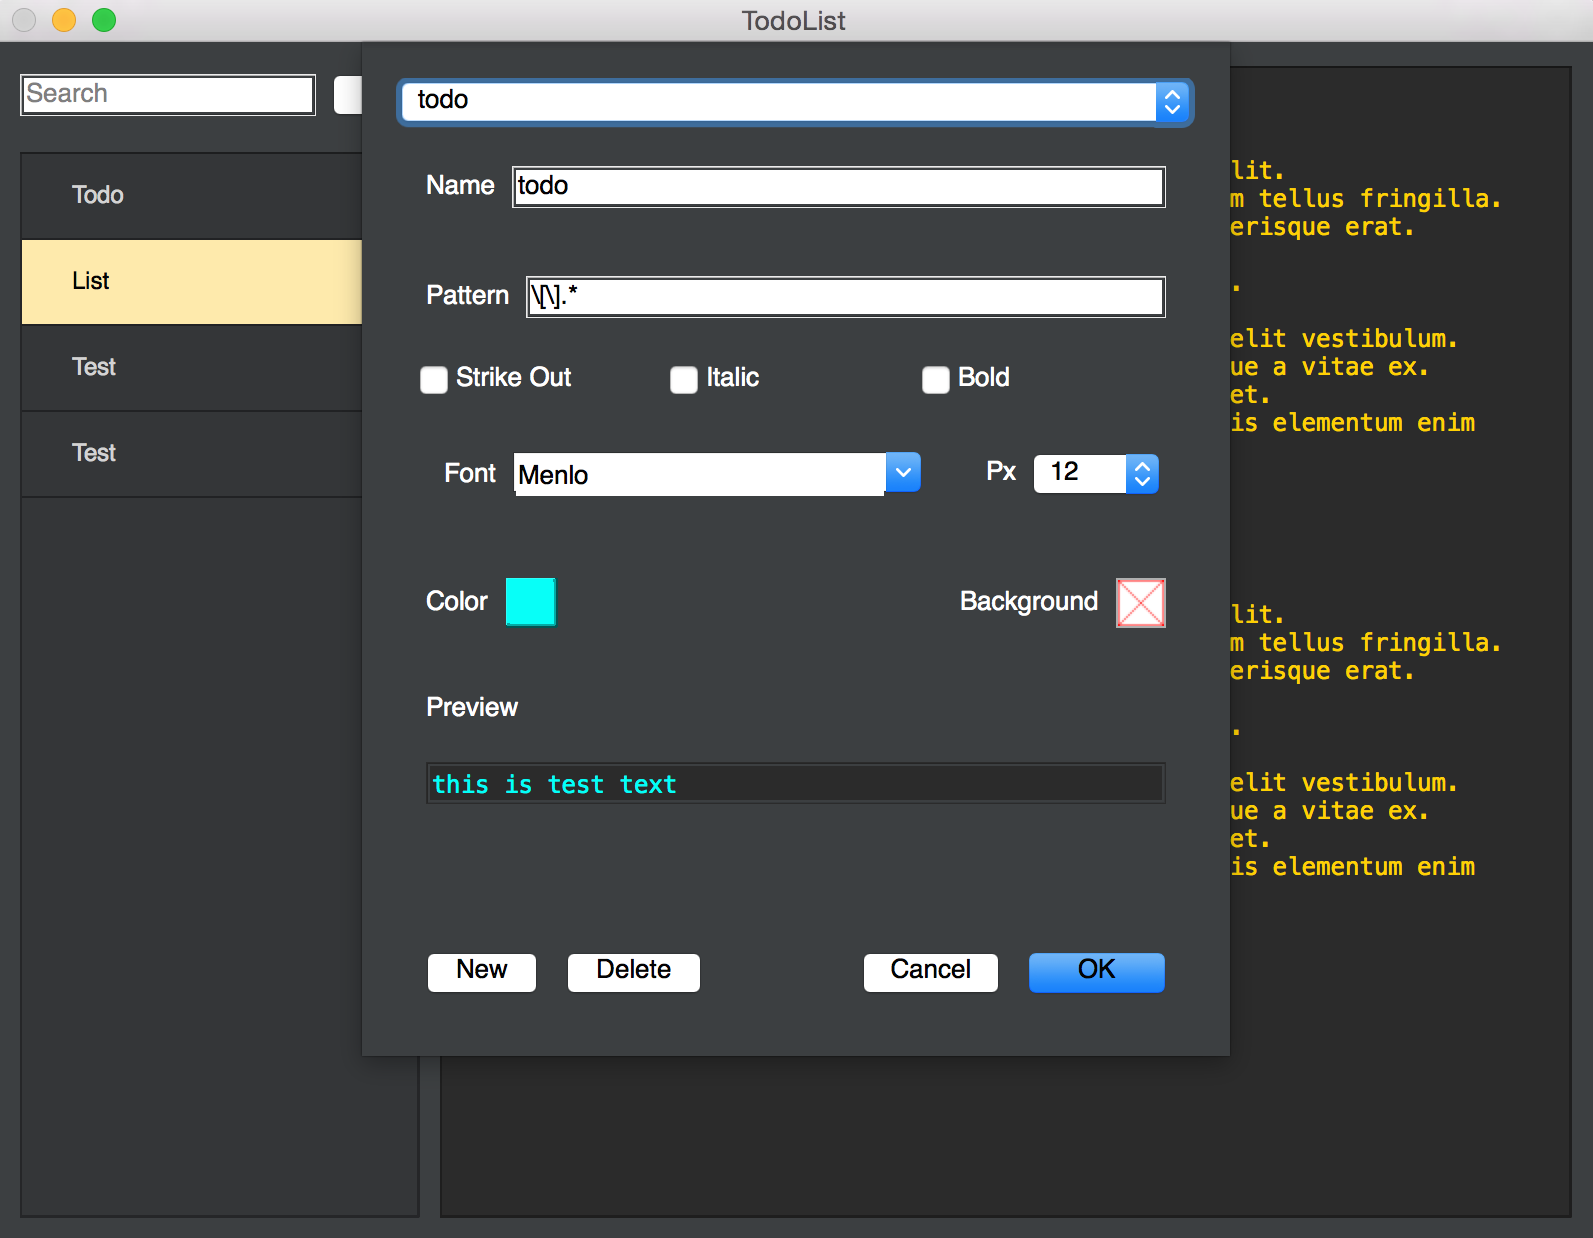 TodoList
Search
Todo
List
Test
Test
todo
Name todo
Pattern \[\].*
Strike Out Italic Bold
Font Menlo Px 12
Color Background
Preview
this is test text
New Delete Cancel OK
lit.
m tellus fringilla.
erisque erat.
.
elit vestibulum.
ue a vitae ex.
et.
is elementum enim
lit.
m tellus fringilla.
erisque erat.
.
elit vestibulum.
ue a vitae ex.
et.
is elementum enim